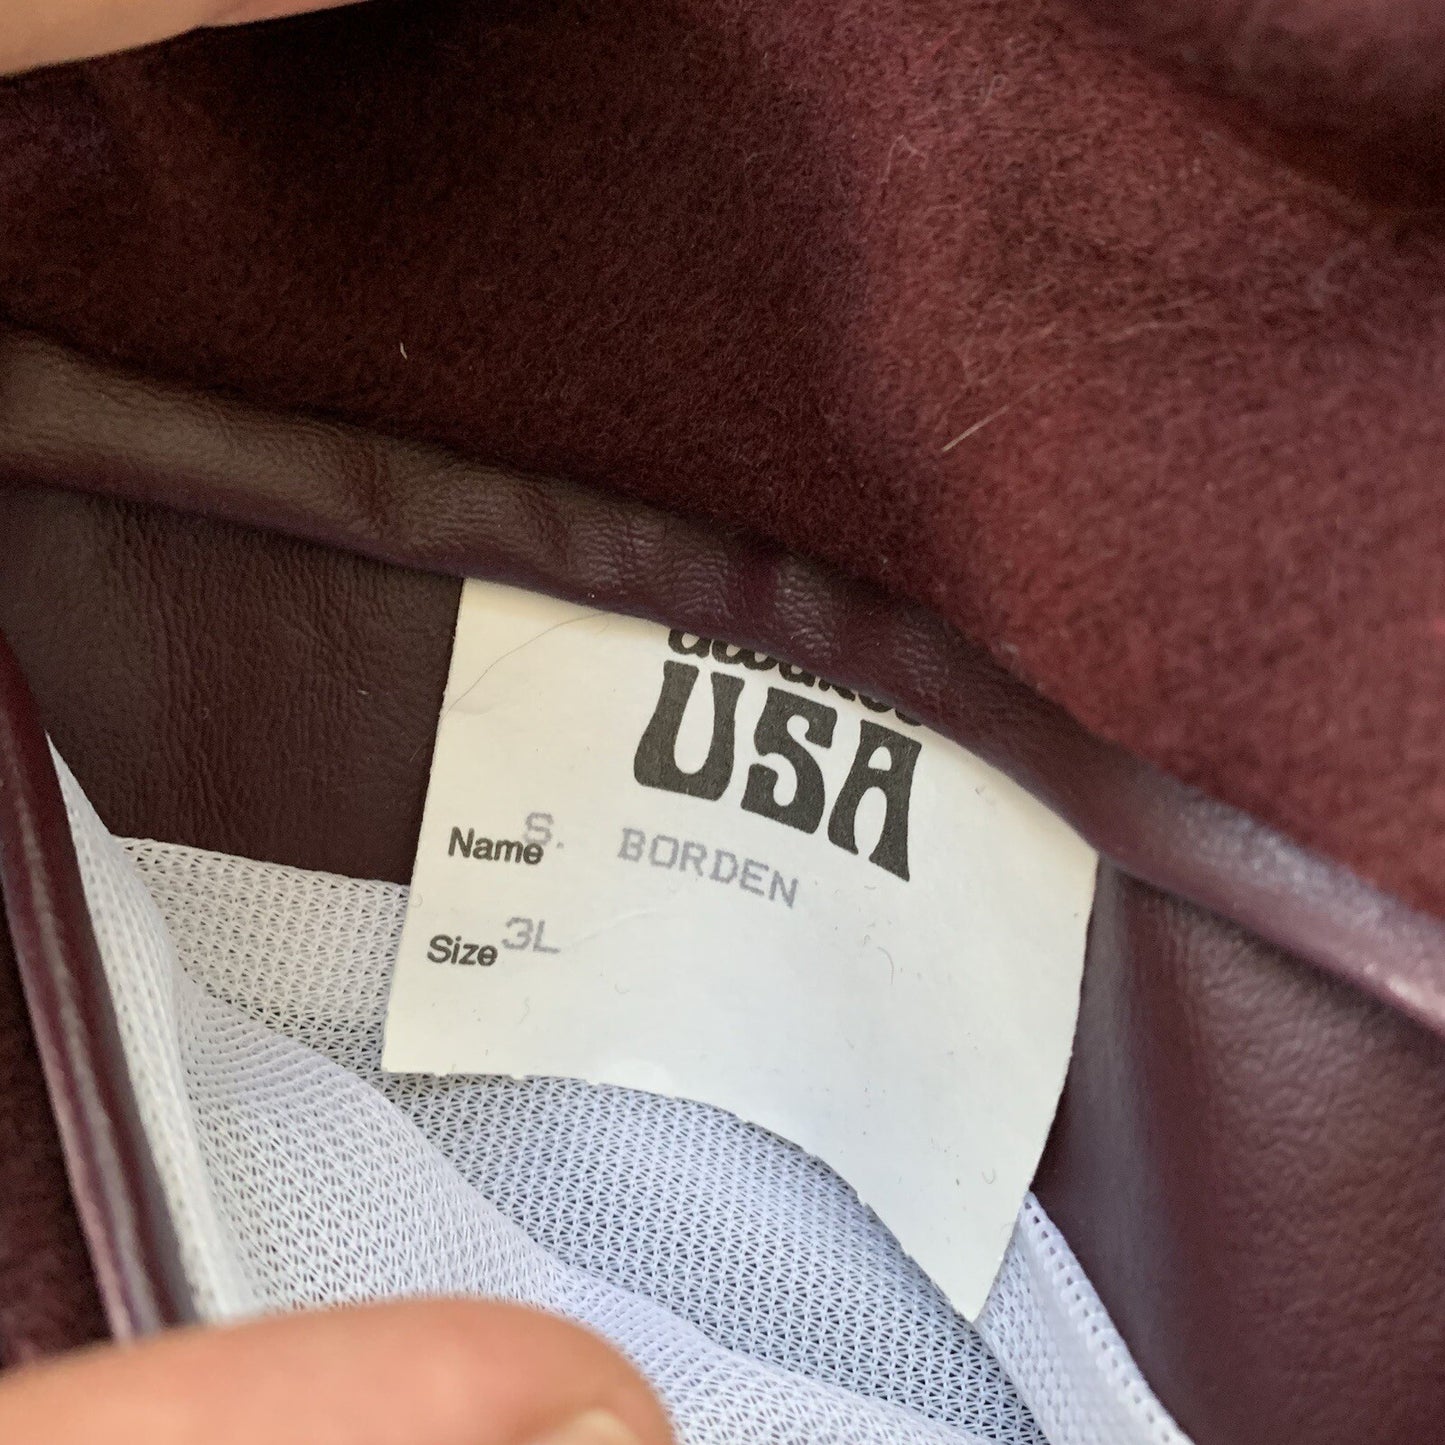 USA
Name S. BORDEN
Size 3L